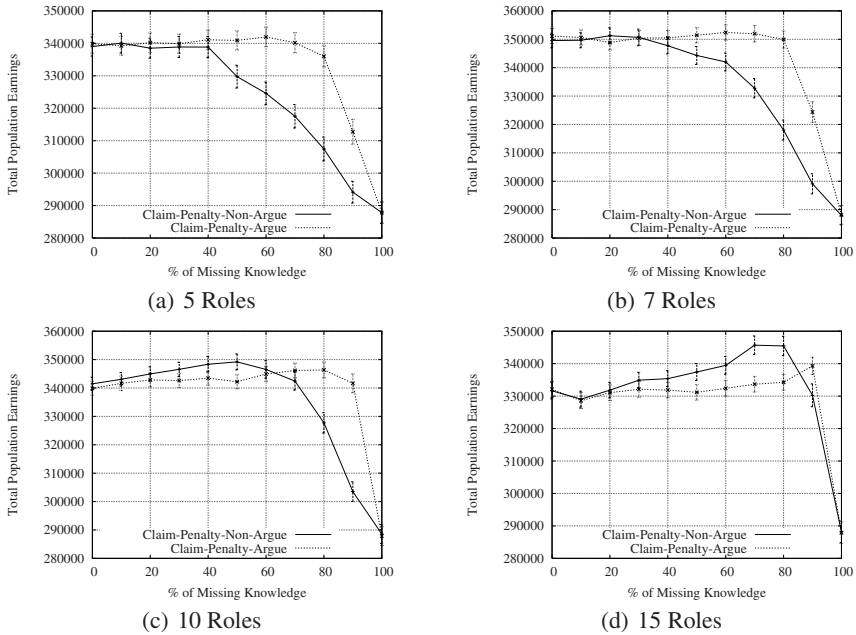 350000
340000
330000
320000
310000
300000
290000
280000
0 20 40 60 80 100
Total Population Earnings
% of Missing Knowledge
Claim-Penalty-Non-Argue
Claim-Penalty-Argue
(a) 5 Roles
360000
350000
340000
330000
320000
310000
300000
290000
280000
0 20 40 60 80 100
Total Population Earnings
% of Missing Knowledge
Claim-Penalty-Non-Argue
Claim-Penalty-Argue
(b) 7 Roles
360000
350000
340000
330000
320000
310000
300000
290000
280000
0 20 40 60 80 100
Total Population Earnings
% of Missing Knowledge
Claim-Penalty-Non-Argue
Claim-Penalty-Argue
(c) 10 Roles
350000
340000
330000
320000
310000
300000
290000
280000
0 20 40 60 80 100
Total Population Earnings
% of Missing Knowledge
Claim-Penalty-Non-Argue
Claim-Penalty-Argue
(d) 15 Roles